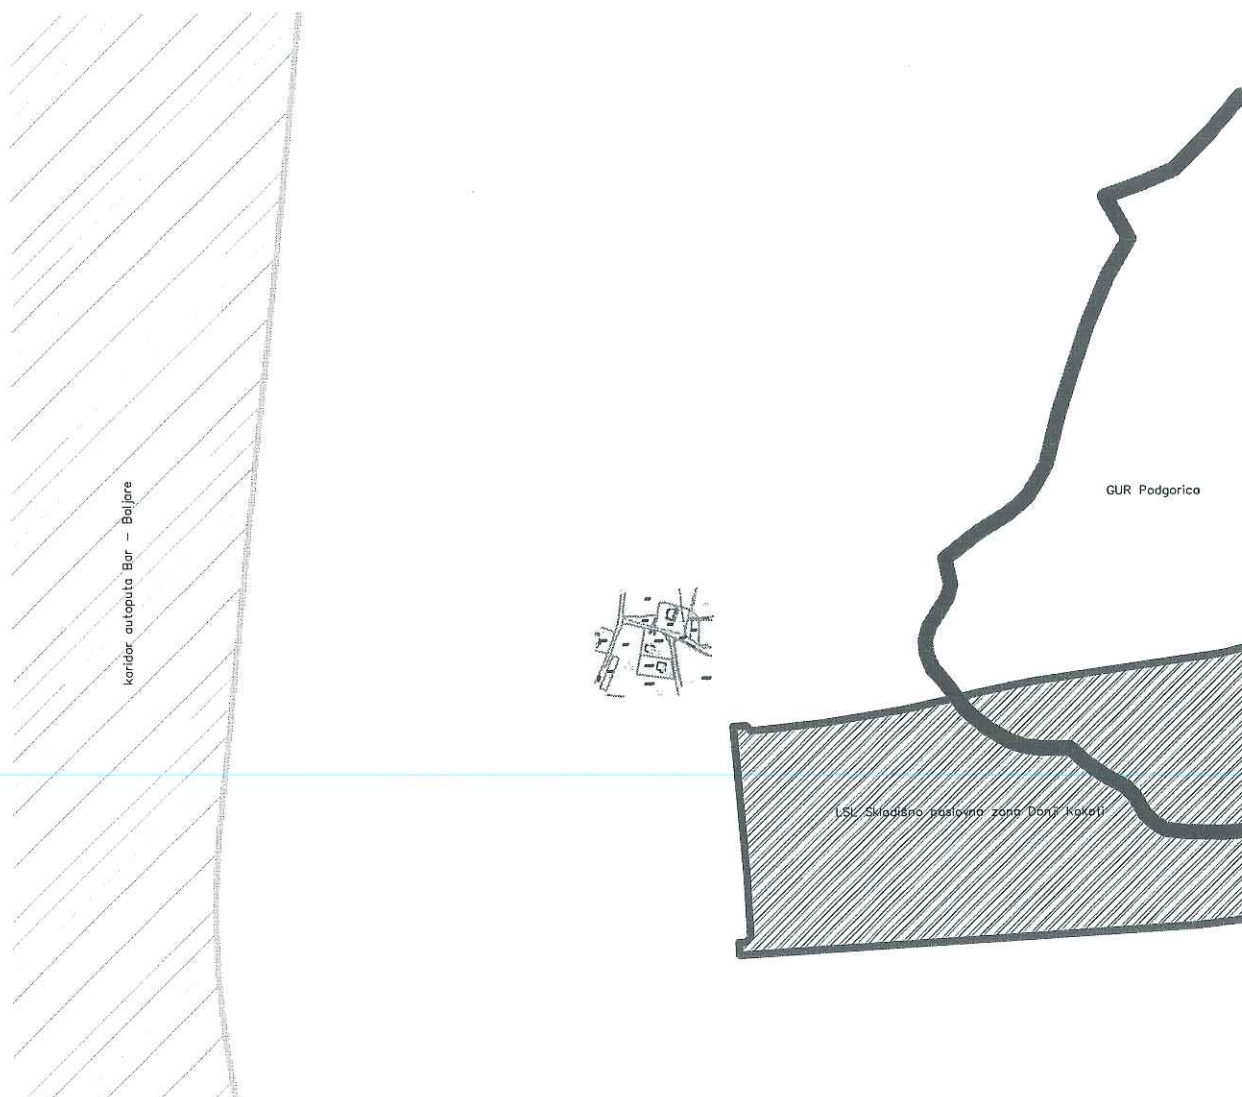 koridor autoputa Bar - Boljare
GUR Podgorica
LSL Skladišno poslovna zona Donji Kokoti